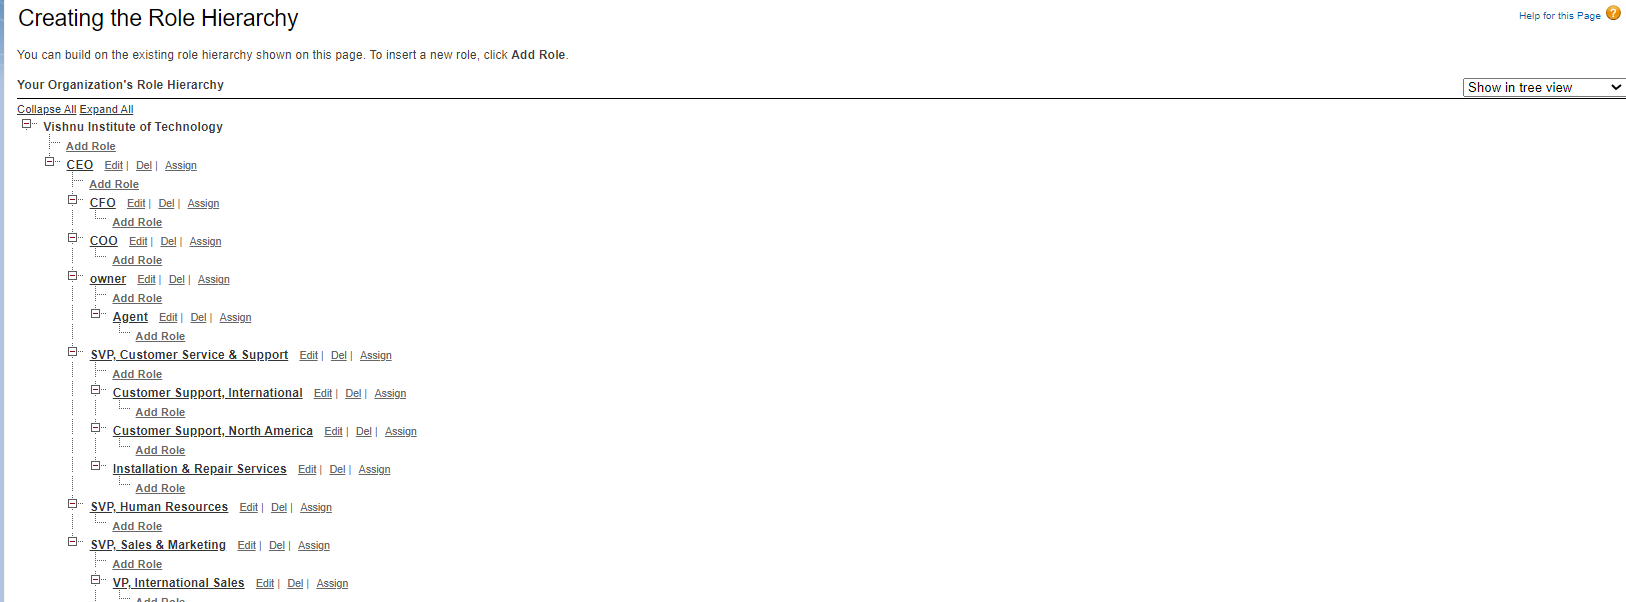 Creating the Role Hierarchy
Help for this Page ?
You can build on the existing role hierarchy shown on this page. To insert a new role, click Add Role.
Your Organization's Role Hierarchy
Show in tree view
Collapse All Expand All
Vishnu Institute of Technology
Add Role
CEO Edit | Del | Assign
Add Role
CFO Edit | Del | Assign
Add Role
COO Edit | Del | Assign
Add Role
owner Edit | Del | Assign
Add Role
Agent Edit | Del | Assign
Add Role
SVP, Customer Service & Support Edit | Del | Assign
Add Role
Customer Support, International Edit | Del | Assign
Add Role
Customer Support, North America Edit | Del | Assign
Add Role
Installation & Repair Services Edit | Del | Assign
Add Role
SVP, Human Resources Edit | Del | Assign
Add Role
SVP, Sales & Marketing Edit | Del | Assign
Add Role
VP, International Sales Edit | Del | Assign
Add Role